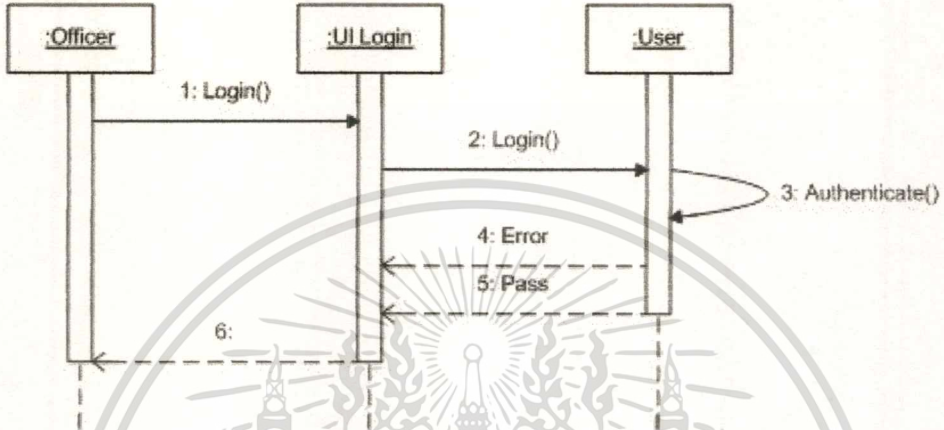 :Officer
:UI Login
:User
1: Login()
2: Login()
3: Authenticate()
4: Error
5: Pass
6: